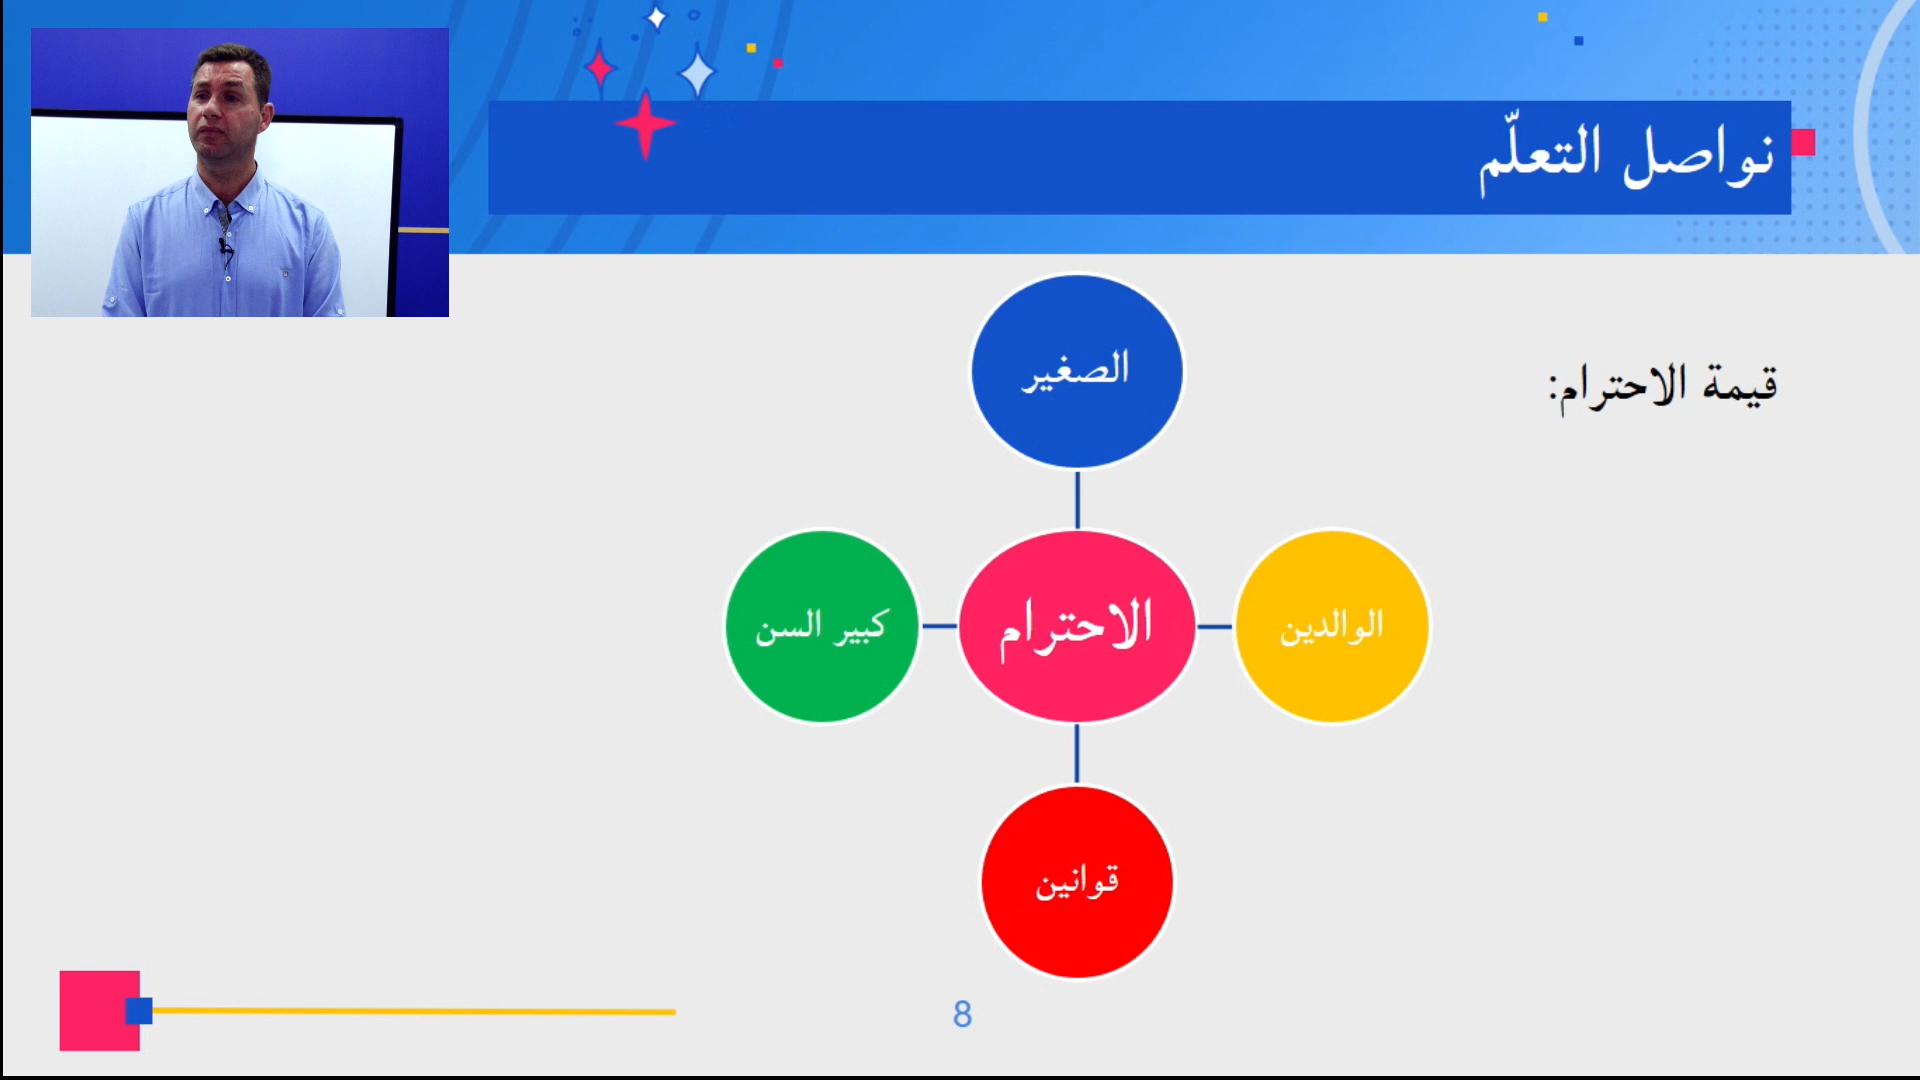 نواصل التعلّم
قيمة الاحترام:
الصغير
الوالدين
الاحترام
كبير السن
قوانين
8